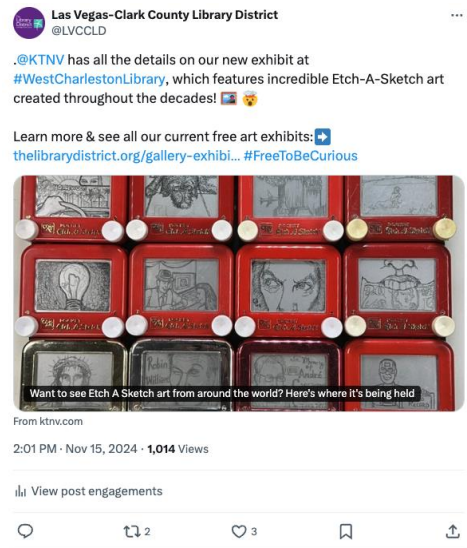 Las Vegas-Clark County Library District
@LVCCLD
.@KTNV has all the details on our new exhibit at
#WestCharlestonLibrary, which features incredible Etch-A-Sketch art
created throughout the decades! 🖼️ 🤯
Learn more & see all our current free art exhibits:➡️
thelibrarydistrict.org/gallery-exhibi... #FreeToBeCurious
Robin
Want to see Etch A Sketch art from around the world? Here's where it's being held
From ktnv.com
2:01 PM · Nov 15, 2024 · 1,014 Views
View post engagements
2
3